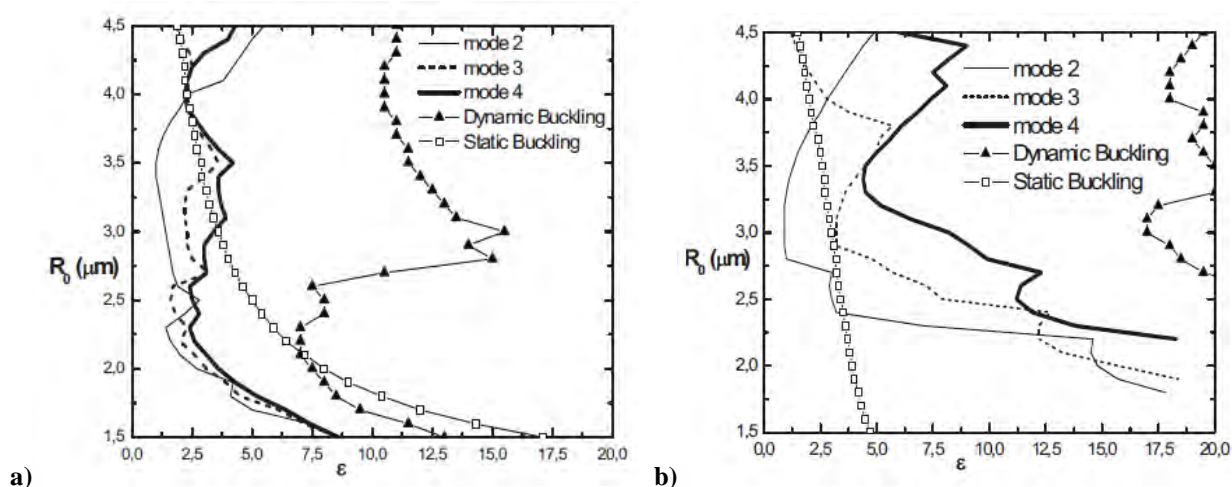 4,5
4,0
3,5
3,0
R₀ (μm)
2,5
2,0
1,5
0,0 2,5 5,0 7,5 10,0 12,5 15,0 17,5 20,0
ε
mode 2
mode 3
mode 4
Dynamic Buckling
Static Buckling
a)
4,5
4,0
3,5
3,0
R₀ (μm)
2,5
2,0
1,5
0,0 2,5 5,0 7,5 10,0 12,5 15,0 17,5 20,0
ε
mode 2
mode 3
mode 4
Dynamic Buckling
Static Buckling
b)